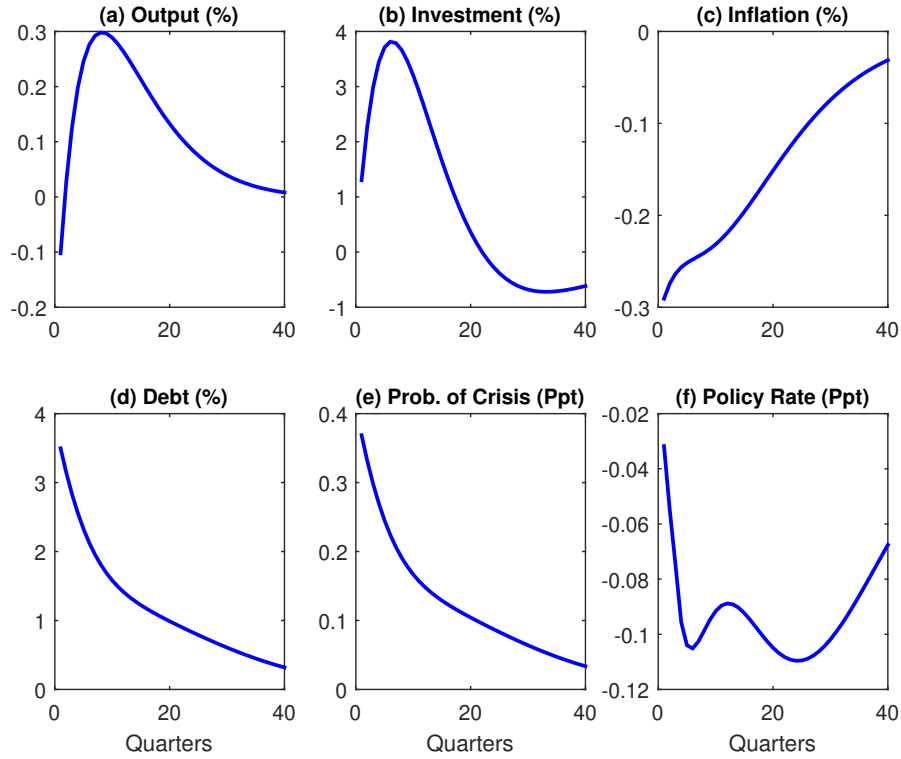 (a) Output (%)
0.3
0.2
0.1
0
-0.1
-0.2
0 20 40
(b) Investment (%)
4
3
2
1
0
-1
0 20 40
(c) Inflation (%)
0
-0.1
-0.2
-0.3
0 20 40
(d) Debt (%)
4
3
2
1
0
0 20 40
Quarters
(e) Prob. of Crisis (Ppt)
0.4
0.3
0.2
0.1
0
0 20 40
Quarters
(f) Policy Rate (Ppt)
-0.02
-0.04
-0.06
-0.08
-0.1
-0.12
0 20 40
Quarters